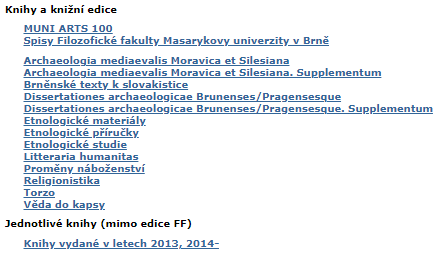 Knihy a knižní edice
MUNI ARTS 100
Spisy Filozofické fakulty Masarykovy univerzity v Brně
Archaeologia mediaevalis Moravica et Silesiana
Archaeologia mediaevalis Moravica et Silesiana. Supplementum
Brněnské texty k slovakistice
Dissertationes archaeologicae Brunenses/Pragensesque
Dissertationes archaeologicae Brunenses/Pragensesque. Supplementum
Etnologické materiály
Etnologické příručky
Etnologické studie
Litteraria humanitas
Proměny náboženství
Religionistika
Torzo
Věda do kapsy
Jednotlivé knihy (mimo edice FF)
Knihy vydané v letech 2013, 2014-